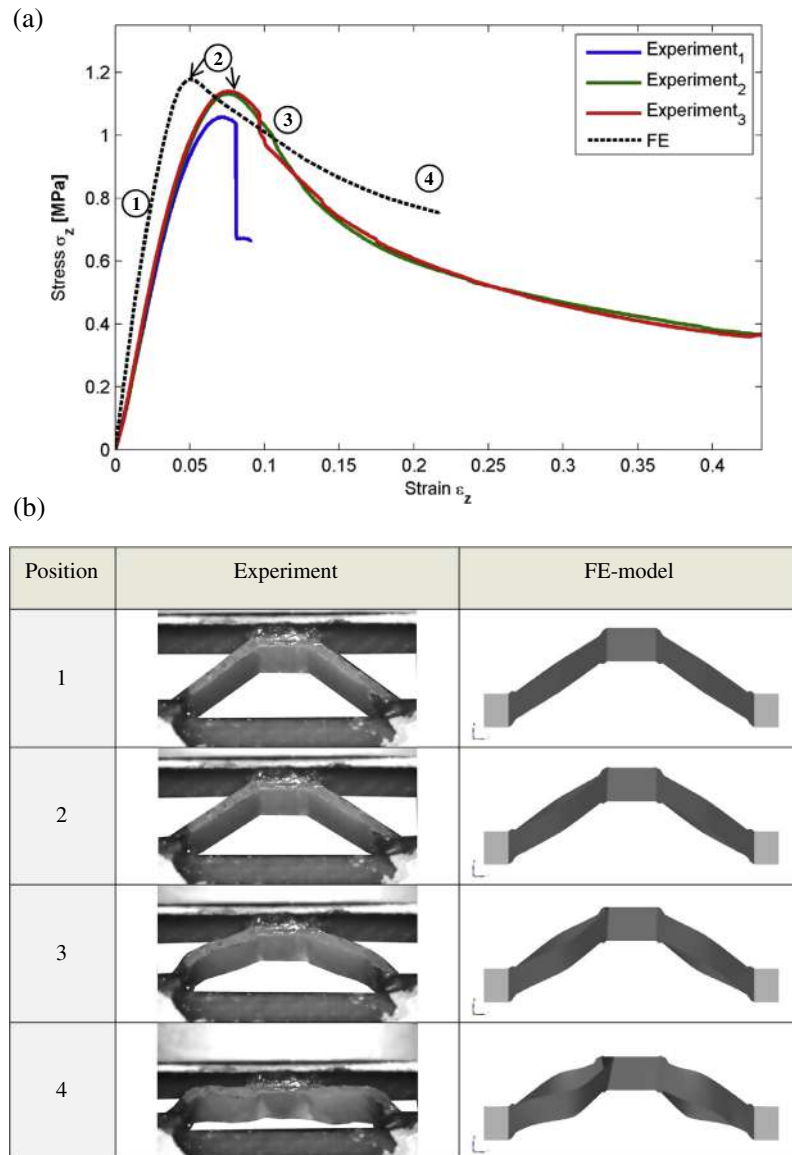 (a)
Stress σz [MPa]
1.2
1
0.8
0.6
0.4
0.2
0
0
0.05
0.1
0.15
0.2
0.25
0.3
0.35
0.4
Strain εz
1
2
3
4
Experiment1
Experiment2
Experiment3
FE
(b)
Position Experiment FE-model
1
2
3
4